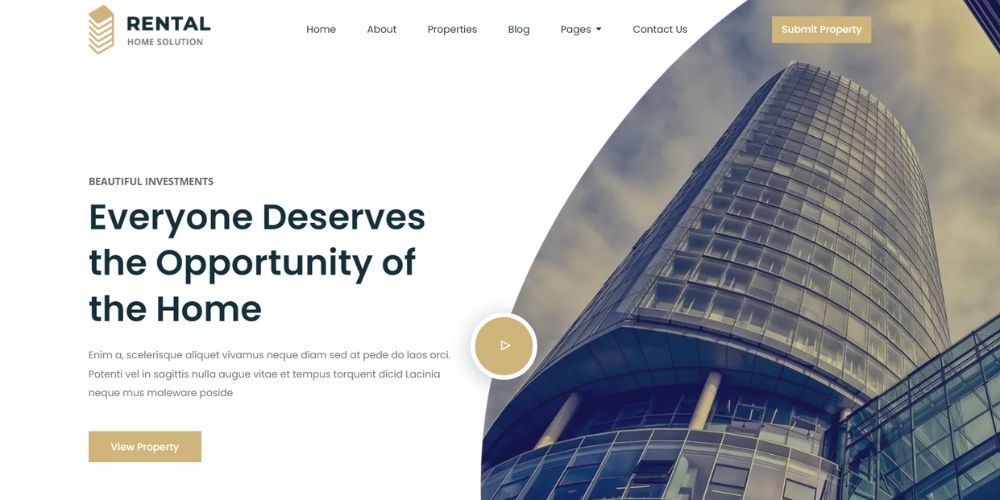 RENTAL
HOME SOLUTION
Home About Properties Blog Pages Contact Us
Submit Property
BEAUTIFUL INVESTMENTS
Everyone Deserves
the Opportunity of
the Home
Enim a, scelerisque aliquet vivamus neque diam sed at pede do laos orci.
Potenti vel in sagittis nulla augue vitae et tempus torquent dicid Lacinia
neque mus maleware poside
View Property